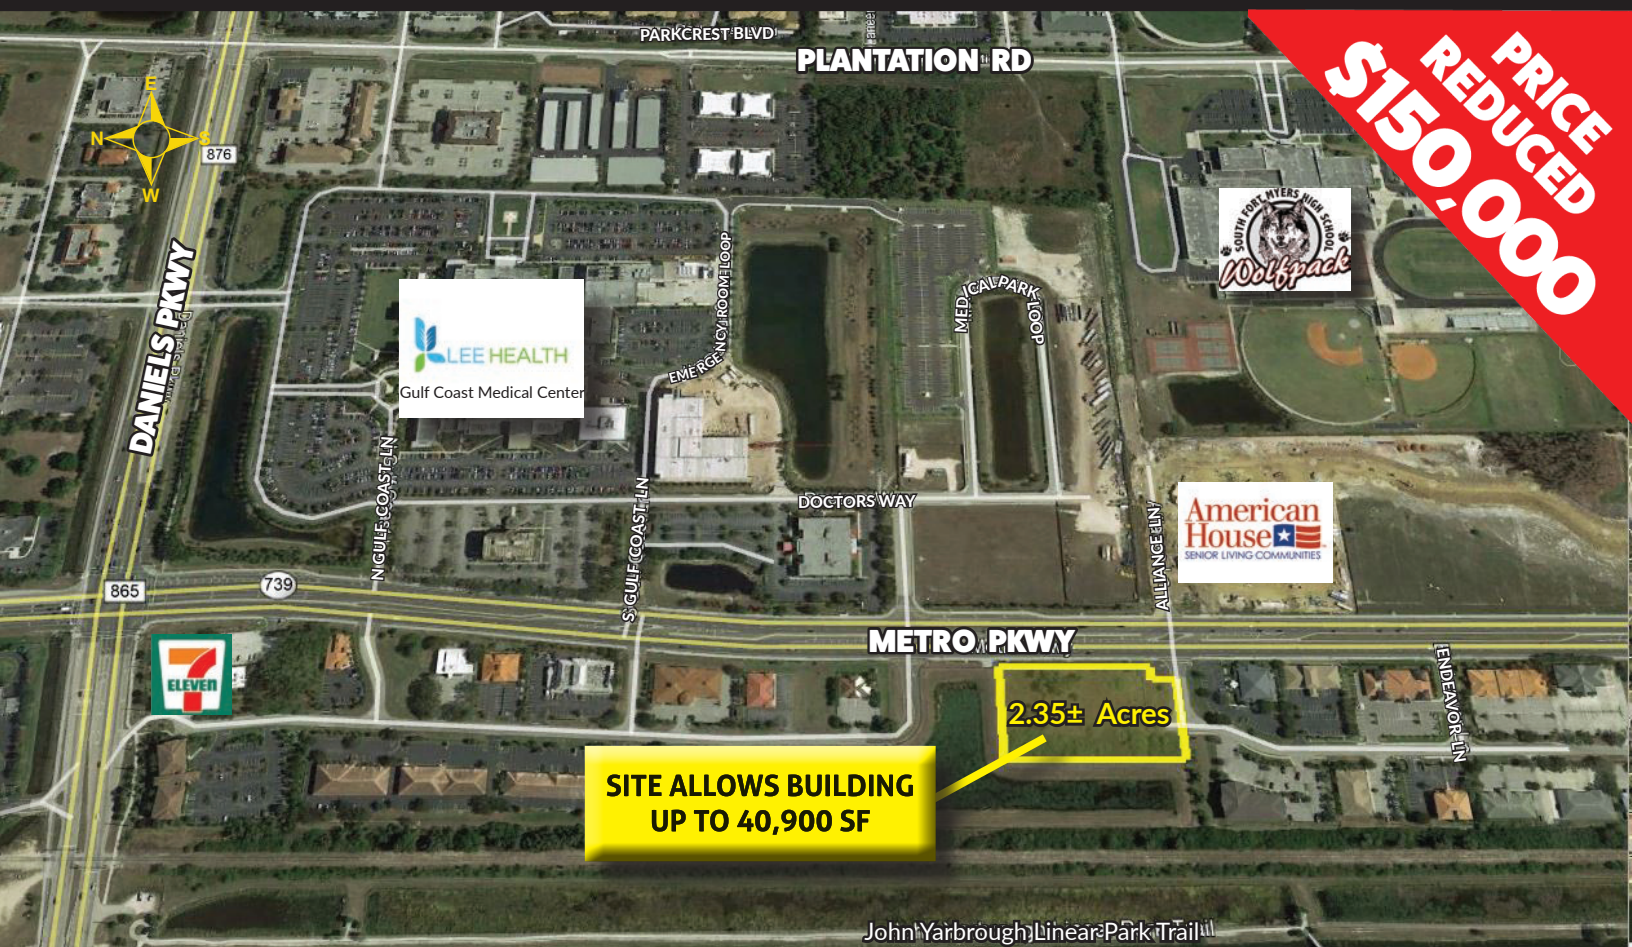 PARKCREST BLVD
PLANTATION RD
PRICE
REDUCED
$150,000
E
N
S
W
876
SOUTH FORT MYERS HIGH SCHOOL
Wolfpack
DANIELS PKWY
EMERGENCY ROOM LOOP
MEDICAL PARK LOOP
LEE HEALTH
Gulf Coast Medical Center
N GULF COAST LN
S GULF COAST LN
DOCTORS WAY
ALLIANCE LN
American
House
SENIOR LIVING COMMUNITIES
865
739
METRO PKWY
7
ELEVEN
ENDEAVOR LN
2.35± Acres
SITE ALLOWS BUILDING
UP TO 40,900 SF
John Yarbrough Linear Park Trail